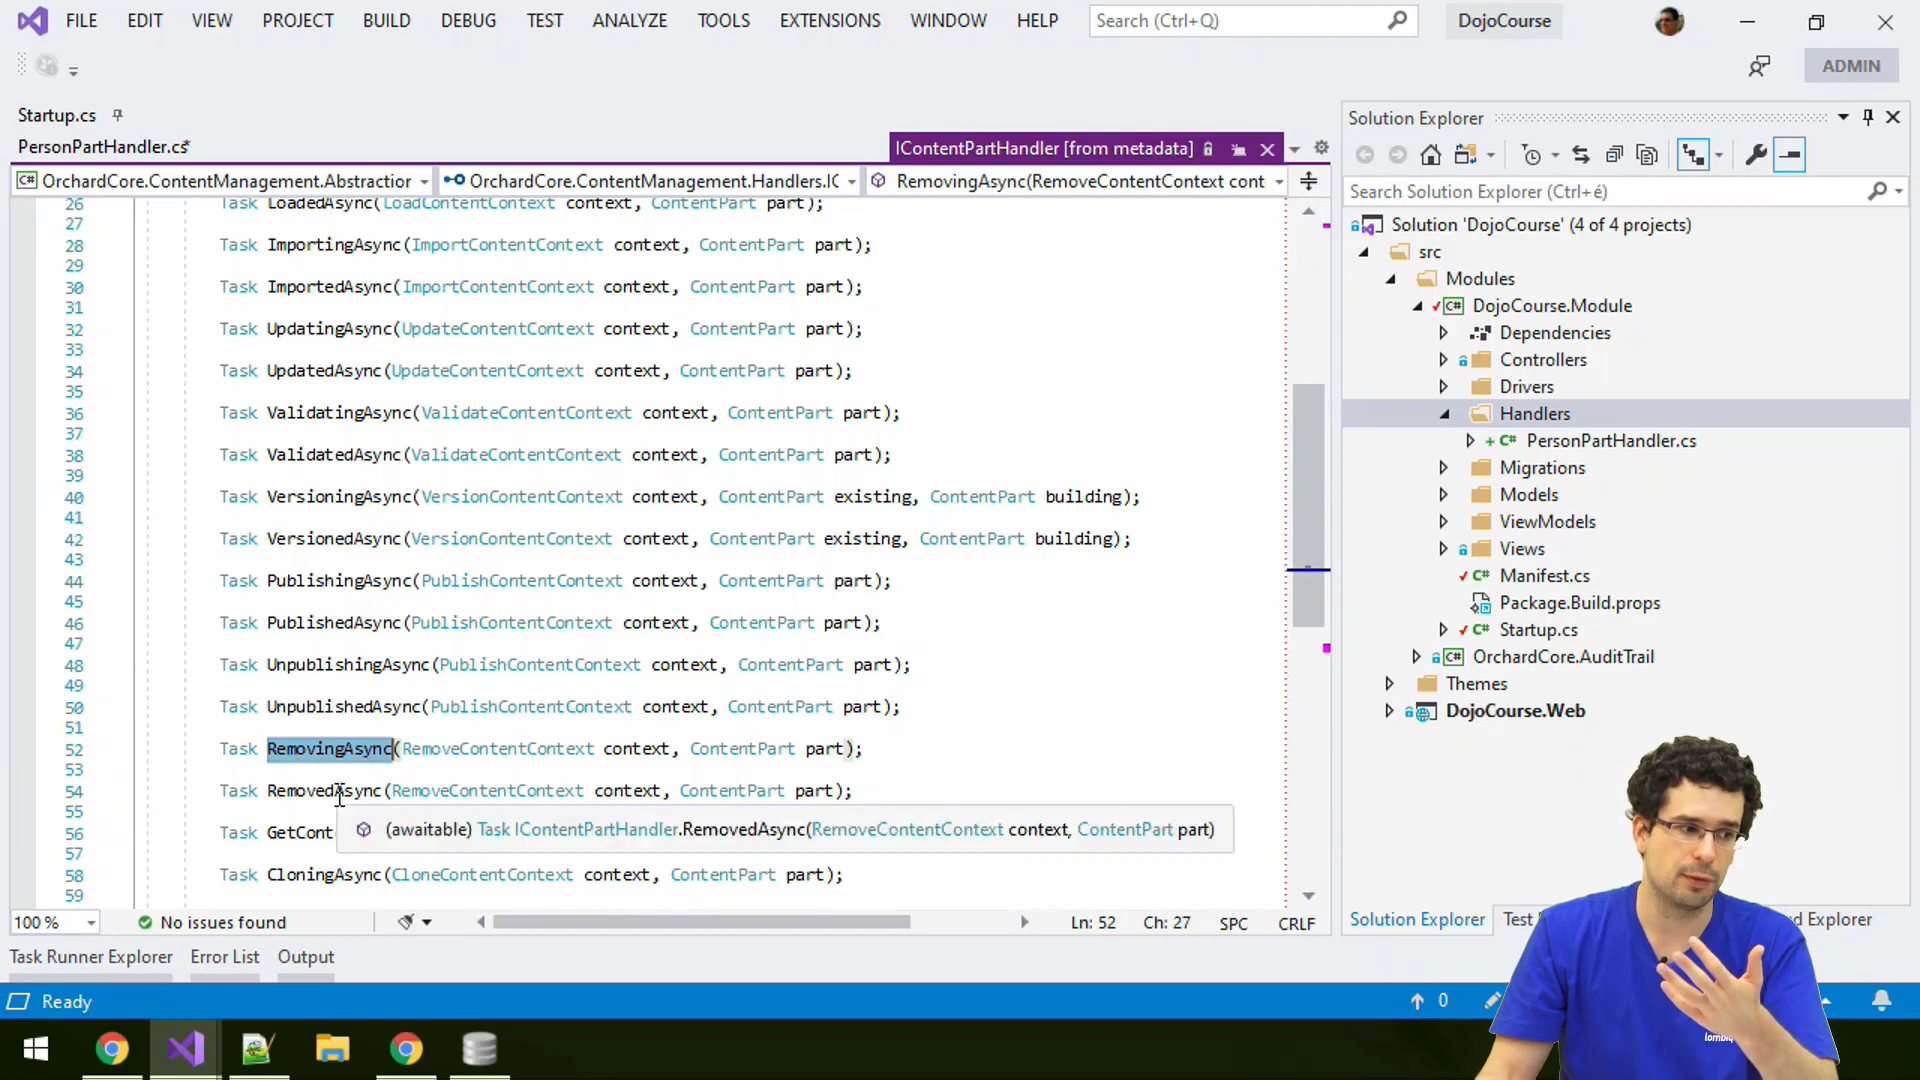 FILE EDIT VIEW PROJECT BUILD DEBUG TEST ANALYZE TOOLS EXTENSIONS WINDOW HELP Search (Ctrl+Q) DojoCourse
ADMIN
Startup.cs
PersonPartHandler.cs* IContentPartHandler [from metadata]
OrchardCore.ContentManagement.Abstraction OrchardCore.ContentManagement.Handlers.IC RemovingAsync(RemoveContentContext cont
26 Task LoadedAsync(LoadContentContext context, ContentPart part);
27
28 Task ImportingAsync(ImportContentContext context, ContentPart part);
29
30 Task ImportedAsync(ImportContentContext context, ContentPart part);
31
32 Task UpdatingAsync(UpdateContentContext context, ContentPart part);
33
34 Task UpdatedAsync(UpdateContentContext context, ContentPart part);
35
36 Task ValidatingAsync(ValidateContentContext context, ContentPart part);
37
38 Task ValidatedAsync(ValidateContentContext context, ContentPart part);
39
40 Task VersioningAsync(VersionContentContext context, ContentPart existing, ContentPart building);
41
42 Task VersionedAsync(VersionContentContext context, ContentPart existing, ContentPart building);
43
44 Task PublishingAsync(PublishContentContext context, ContentPart part);
45
46 Task PublishedAsync(PublishContentContext context, ContentPart part);
47
48 Task UnpublishingAsync(PublishContentContext context, ContentPart part);
49
50 Task UnpublishedAsync(PublishContentContext context, ContentPart part);
51
52 Task RemovingAsync(RemoveContentContext context, ContentPart part);
53
54 Task RemovedAsync(RemoveContentContext context, ContentPart part);
55
56 Task GetCont
(awaitable) Task IContentPartHandler.RemovedAsync(RemoveContentContext context, ContentPart part)
57
58 Task CloningAsync(CloneContentContext context, ContentPart part);
59
100 % No issues found Ln: 52 Ch: 27 SPC CRLF
Solution Explorer
Search Solution Explorer (Ctrl+é)
Solution 'DojoCourse' (4 of 4 projects)
src
Modules
DojoCourse.Module
Dependencies
Controllers
Drivers
Handlers
PersonPartHandler.cs
Migrations
Models
ViewModels
Views
Manifest.cs
Package.Build.props
Startup.cs
OrchardCore.AuditTrail
Themes
DojoCourse.Web
Solution Explorer Test Explorer
Task Runner Explorer Error List Output
Ready 0
lombiq